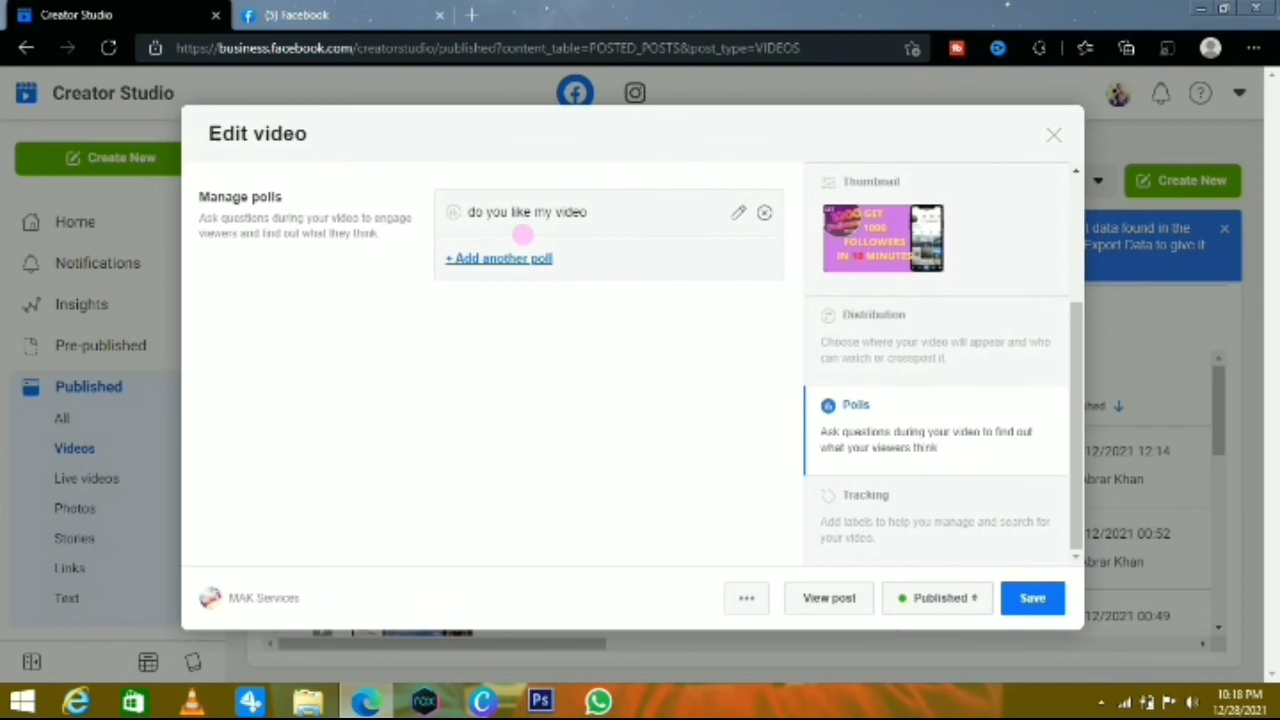 Creator Studio
(5) Facebook
https://business.facebook.com/creatorstudio/published?content_table=POSTED_POSTS&post_type=VIDEOS
Creator Studio
Create New
Home
Notifications
Insights
Pre-published
Published
All
Videos
Live videos
Photos
Stories
Links
Text
Edit video
Manage polls
Ask questions during your video to engage
viewers and find out what they think.
do you like my video
+ Add another poll
Thumbnail
GET
1000
FOLLOWERS
IN 10 MINUTES
Distribution
Choose where your video will appear and who
can watch or crosspost it.
Polls
Ask questions during your video to find out
what your viewers think
Tracking
Add labels to help you manage and search for
your video.
MAK Services
•••
View post
Published
Save
Create New
t data found in the
Export Data to give it
hed
12/2021 12:14
Abrar Khan
12/2021 00:52
Abrar Khan
12/2021 00:49
Ps
10:18 PM
12/28/2021